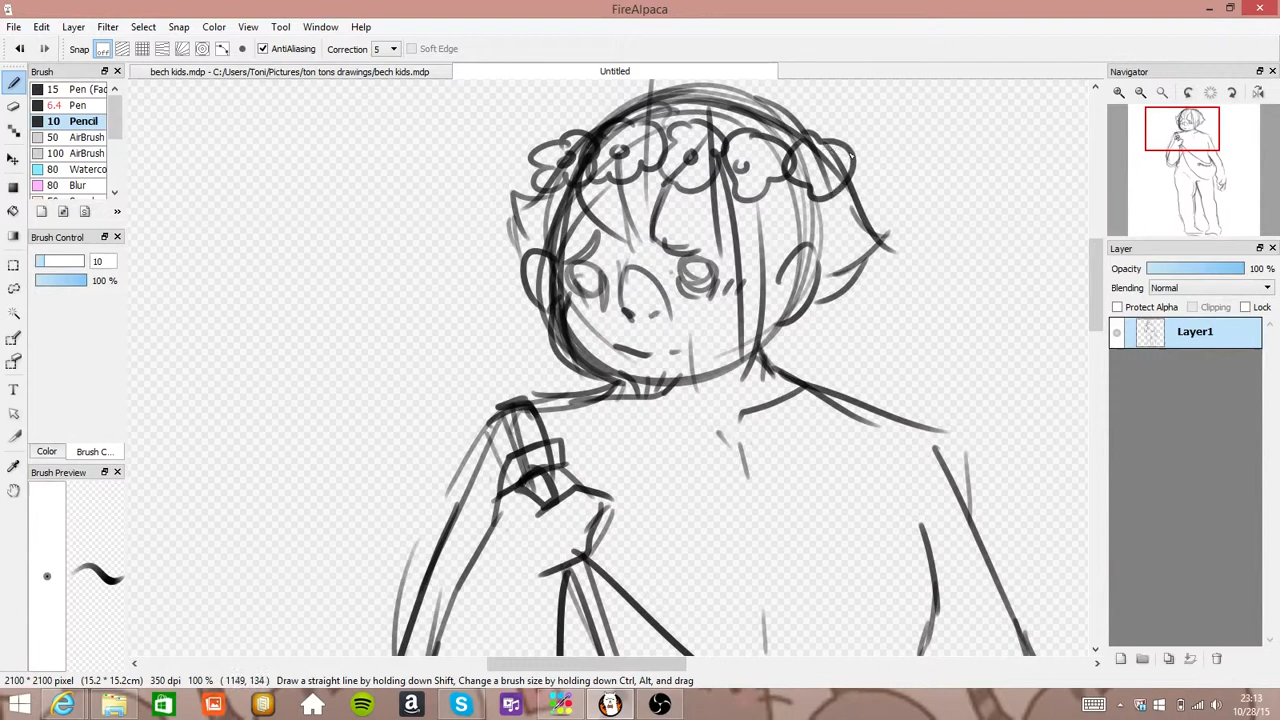 FireAlpaca
File Edit Layer Filter Select Snap Color View Tool Window Help
Snap off AntiAliasing Correction 5 Soft Edge
Brush
bech kids.mdp - C:/Users/Toni/Pictures/ton tons drawings/bech kids.mdp
Untitled
Navigator
15 Pen (Fad
6.4 Pen
10 Pencil
50 AirBrush
100 AirBrush
80 Waterco
80 Blur
Brush Control
10
100 %
Layer
Opacity 100 %
Blending Normal
Protect Alpha Clipping Lock
Layer1
Color Brush C...
Brush Preview
2100 * 2100 pixel (15.2 * 15.2cm) 350 dpi 100 % ( 1149, 134 ) Draw a straight line by holding down Shift, Change a brush size by holding down Ctrl, Alt, and drag
23:13
10/28/15